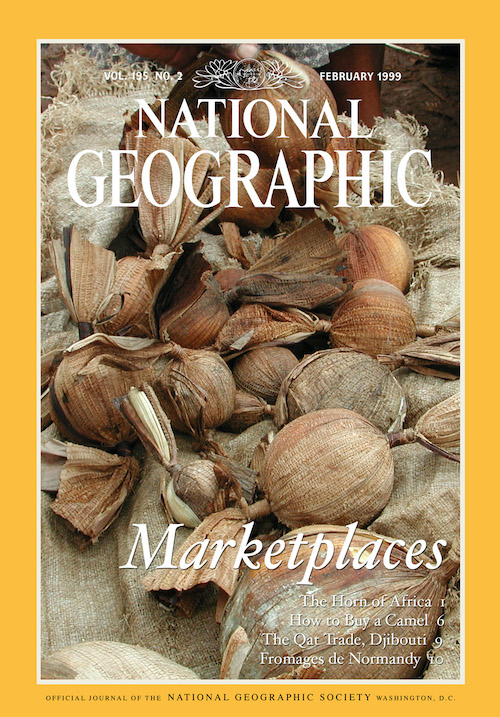 VOL. 195, NO. 2
FEBRUARY 1999
NATIONAL
GEOGRAPHIC
Marketplaces
The Horn of Africa 1
How to Buy a Camel 6
The Qat Trade, Djibouti 9
Fromages de Normandy 10
OFFICIAL JOURNAL OF THE NATIONAL GEOGRAPHIC SOCIETY WASHINGTON, D.C.